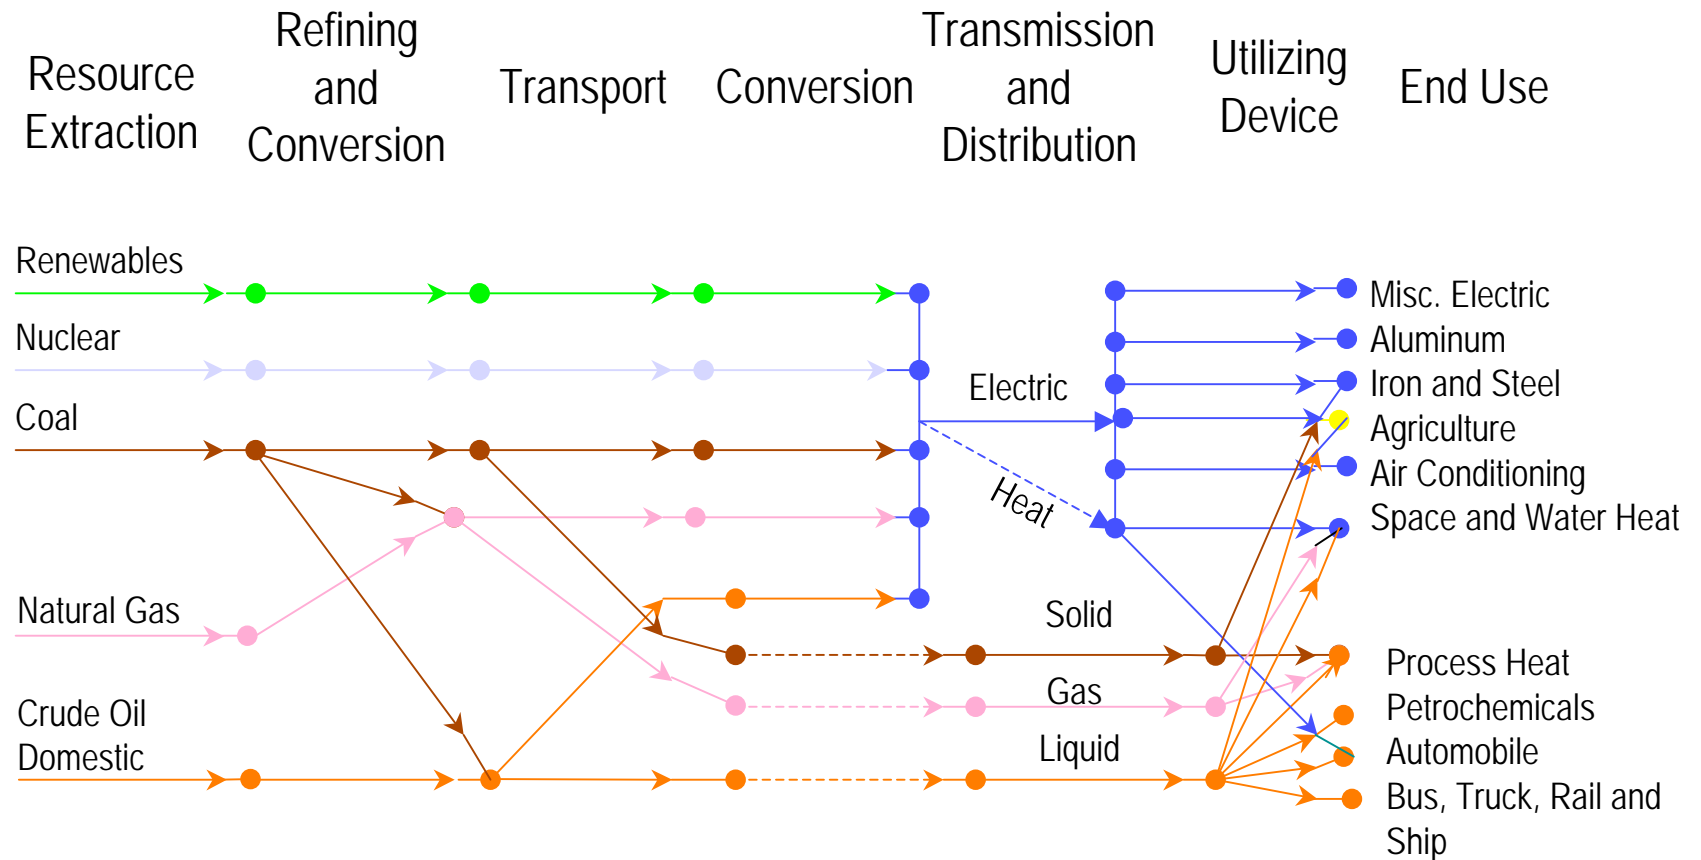 Resource
Extraction
Refining
and
Conversion
Transport
Conversion
Transmission
and
Distribution
Utilizing
Device
End Use
Renewables
Nuclear
Coal
Natural Gas
Crude Oil
Domestic
Electric
Heat
Solid
Gas
Liquid
Misc. Electric
Aluminum
Iron and Steel
Agriculture
Air Conditioning
Space and Water Heat
Process Heat
Petrochemicals
Automobile
Bus, Truck, Rail and
Ship